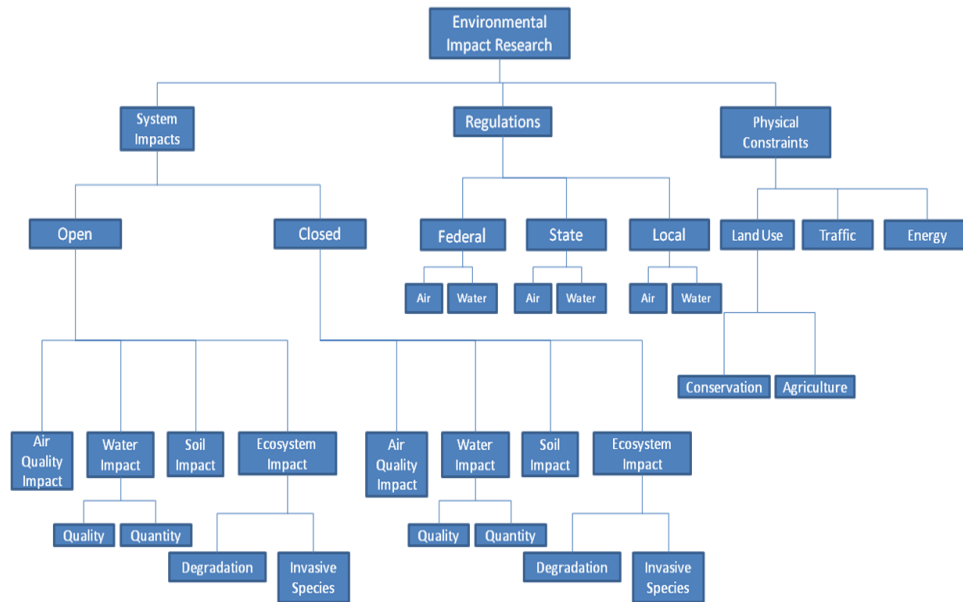 Environmental
Impact Research
System
Impacts
Regulations
Physical
Constraints
Open
Closed
Federal
State
Local
Land Use
Traffic
Energy
Air
Water
Air
Water
Air
Water
Conservation
Agriculture
Air
Quality
Impact
Water
Impact
Soil
Impact
Ecosystem
Impact
Air
Quality
Impact
Water
Impact
Soil
Impact
Ecosystem
Impact
Quality
Quantity
Quality
Quantity
Degradation
Invasive
Species
Degradation
Invasive
Species